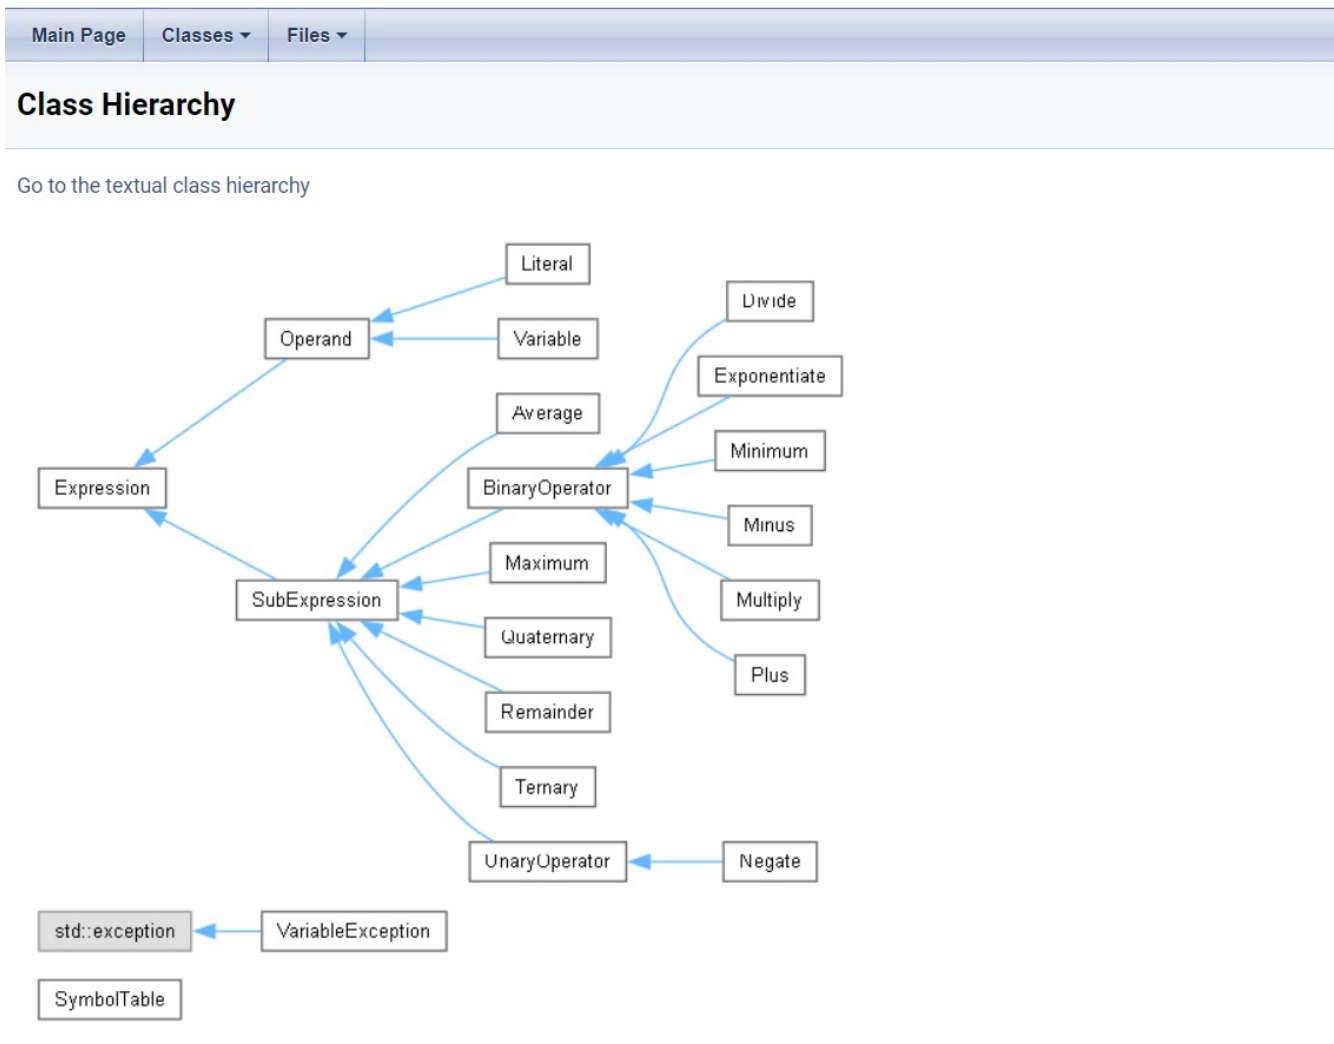 Main Page
Classes
Files
Class Hierarchy
Go to the textual class hierarchy
Literal
Divide
Operand
Variable
Exponentiate
Average
Minimum
Expression
BinaryOperator
Minus
Maximum
SubExpression
Multiply
Quaternary
Plus
Remainder
Ternary
UnaryOperator
Negate
std::exception
VariableException
SymbolTable